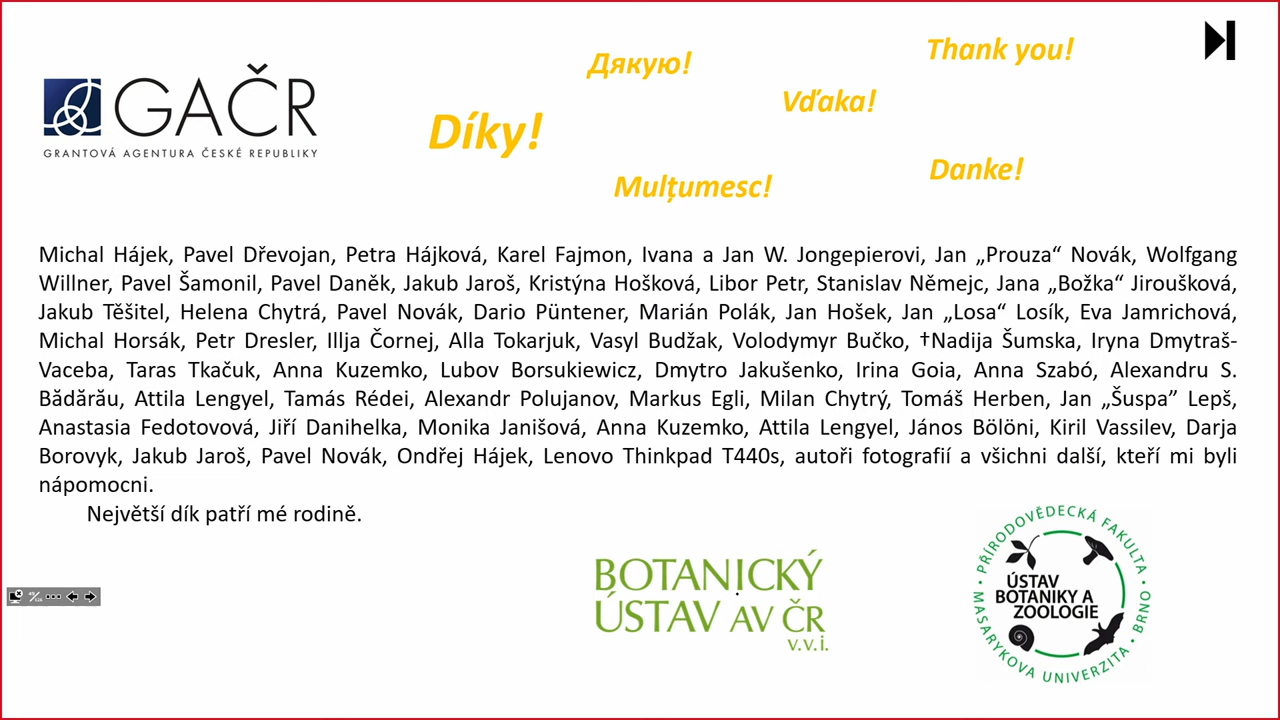 GAČR
GRANTOVÁ AGENTURA ČESKÉ REPUBLIKY
Дякую!
Thank you!
Vďaka!
Díky!
Danke!
Mulțumesc!
Michal Hájek, Pavel Dřevojan, Petra Hájková, Karel Fajmon, Ivana a Jan W. Jongepierovi, Jan „Prouza“ Novák, Wolfgang
Willner, Pavel Šamonil, Pavel Daněk, Jakub Jaroš, Kristýna Hošková, Libor Petr, Stanislav Němejc, Jana „Božka“ Jiroušková,
Jakub Těšitel, Helena Chytrá, Pavel Novák, Dario Püntener, Marián Polák, Jan Hošek, Jan „Losa“ Losík, Eva Jamrichová,
Michal Horsák, Petr Dresler, Illja Čornej, Alla Tokarjuk, Vasyl Budžak, Volodymyr Bučko, †Nadija Šumska, Iryna Dmytraš-
Vaceba, Taras Tkačuk, Anna Kuzemko, Lubov Borsukiewicz, Dmytro Jakušenko, Irina Goia, Anna Szabó, Alexandru S.
Bădărău, Attila Lengyel, Tamás Rédei, Alexandr Polujanov, Markus Egli, Milan Chytrý, Tomáš Herben, Jan „Šuspa” Lepš,
Anastasia Fedotovová, Jiří Danihelka, Monika Janišová, Anna Kuzemko, Attila Lengyel, János Bölöni, Kiril Vassilev, Darja
Borovyk, Jakub Jaroš, Pavel Novák, Ondřej Hájek, Lenovo Thinkpad T440s, autoři fotografií a všichni další, kteří mi byli
nápomocni.
Největší dík patří mé rodině.
BOTANICKÝ
ÚSTAV AV ČR
v.v.i.
PŘÍRODOVĚDECKÁ FAKULTA
ÚSTAV
BOTANIKY A
ZOOLOGIE
MASARYKOVA UNIVERZITA • BRNO